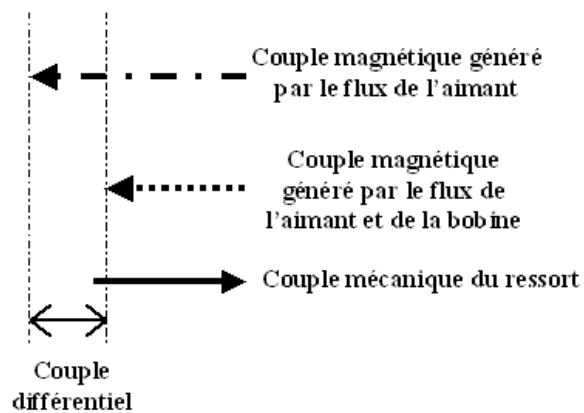 Couple magnétique généré
par le flux de l'aimant
Couple magnétique
généré par le flux de
l'aimant et de la bobine
Couple mécanique du ressort
Couple
différentiel